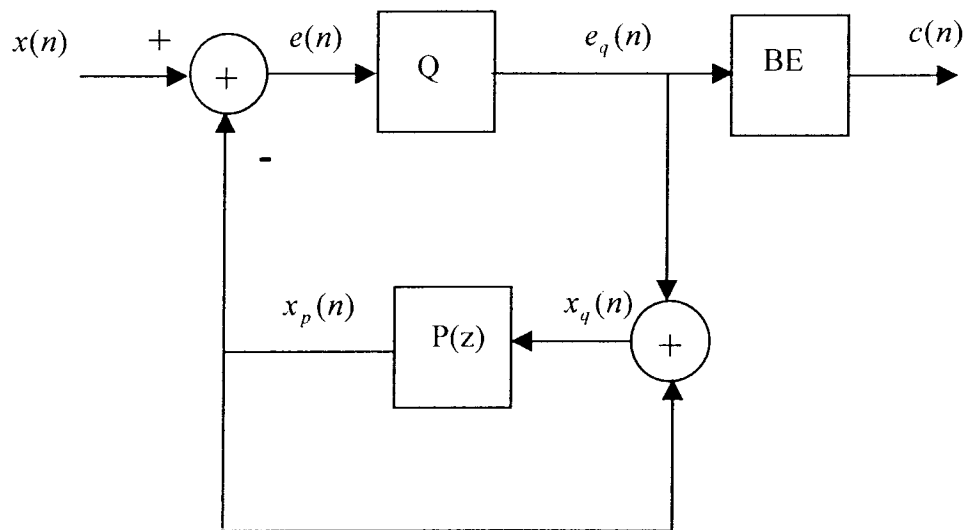 x(n)
+
+
e(n)
Q
e_q(n)
BE
c(n)
-
x_p(n)
P(z)
x_q(n)
+